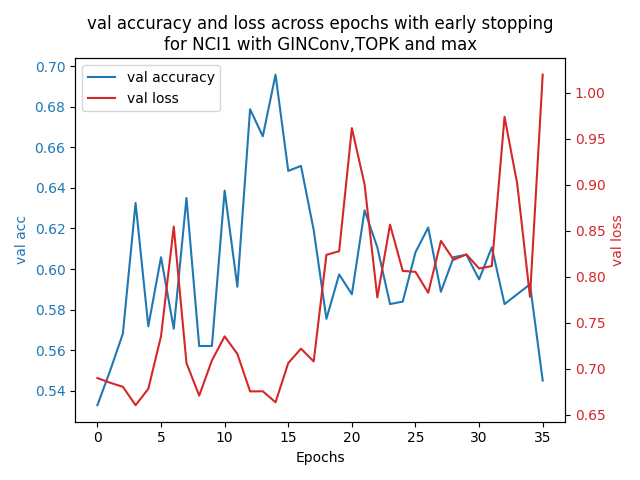 val accuracy and loss across epochs with early stopping
for NCI1 with GINConv,TOPK and max
val accuracy
val loss
0.70
0.68
0.66
0.64
0.62
0.60
0.58
0.56
0.54
val acc
1.00
0.95
0.90
0.85
0.80
0.75
0.70
0.65
val loss
0 5 10 15 20 25 30 35
Epochs